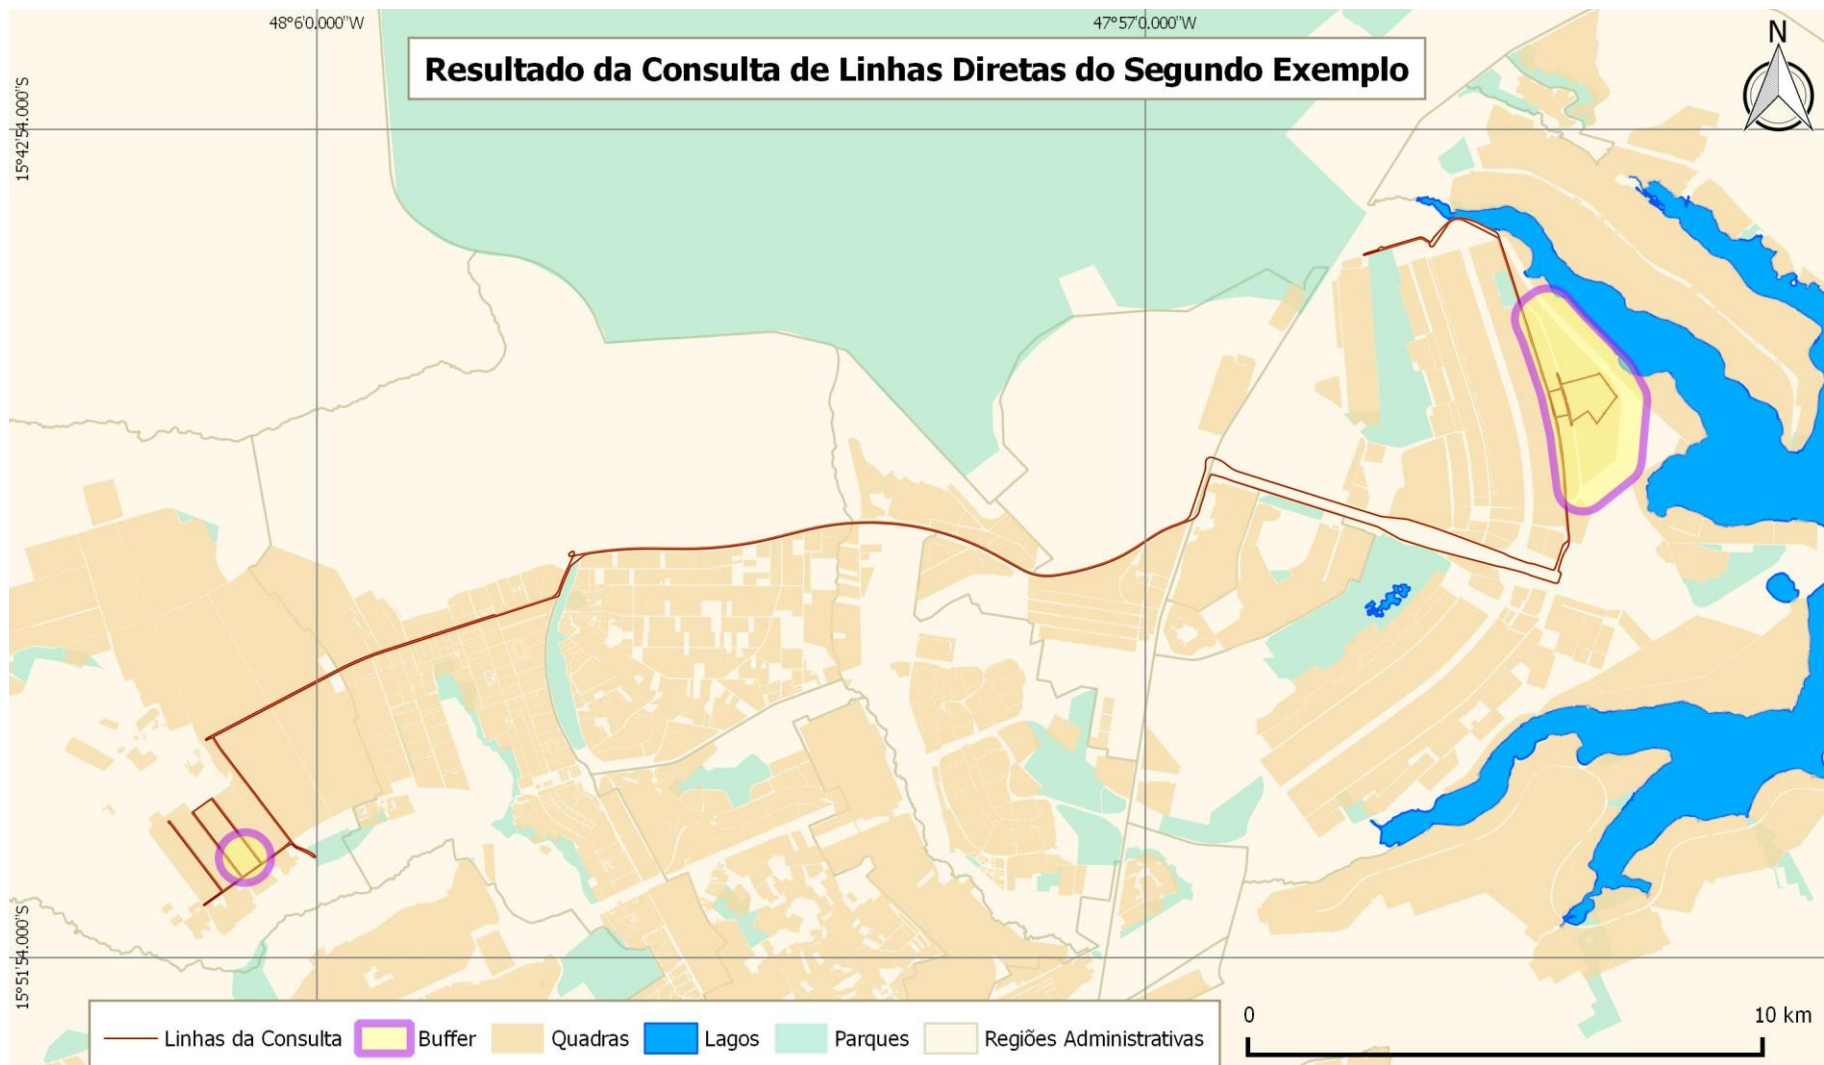 48°6'0.000"W
47°57'0.000"W
Resultado da Consulta de Linhas Diretas do Segundo Exemplo
N
15°42'54.000"S
15°51'54.000"S
Linhas da Consulta
Buffer
Quadras
Lagos
Parques
Regiões Administrativas
0
10 km